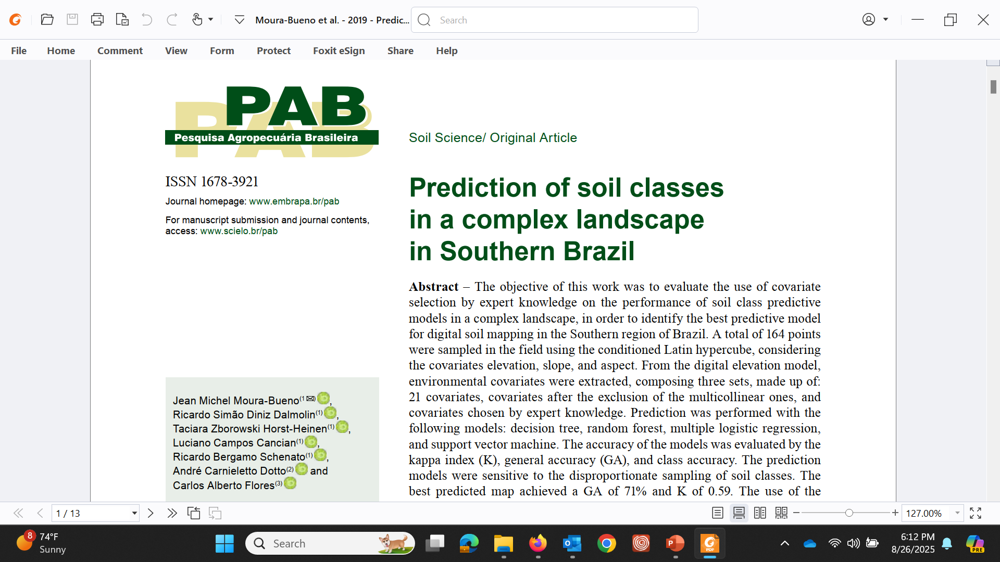 Moura-Bueno et al. - 2019 - Predic...
Search
File
Home
Comment
View
Form
Protect
Foxit eSign
Share
Help
PAB
Pesquisa Agropecuária Brasileira
ISSN 1678-3921
Journal homepage: www.embrapa.br/pab
For manuscript submission and journal contents,
access: www.scielo.br/pab
Jean Michel Moura-Bueno(1 ✉) ,
Ricardo Simão Diniz Dalmolin(1) ,
Taciara Zborowski Horst-Heinen(1) ,
Luciano Campos Cancian(1) ,
Ricardo Bergamo Schenato(1) ,
André Carnieletto Dotto(2) and
Carlos Alberto Flores(3)
Soil Science/ Original Article
Prediction of soil classes
in a complex landscape
in Southern Brazil
Abstract – The objective of this work was to evaluate the use of covariate
selection by expert knowledge on the performance of soil class predictive
models in a complex landscape, in order to identify the best predictive model
for digital soil mapping in the Southern region of Brazil. A total of 164 points
were sampled in the field using the conditioned Latin hypercube, considering
the covariates elevation, slope, and aspect. From the digital elevation model,
environmental covariates were extracted, composing three sets, made up of:
21 covariates, covariates after the exclusion of the multicollinear ones, and
covariates chosen by expert knowledge. Prediction was performed with the
following models: decision tree, random forest, multiple logistic regression,
and support vector machine. The accuracy of the models was evaluated by the
kappa index (K), general accuracy (GA), and class accuracy. The prediction
models were sensitive to the disproportionate sampling of soil classes. The
best predicted map achieved a GA of 71% and K of 0.59. The use of the
1 / 13
127.00%
8
74°F
Sunny
Search
PDF
6:12 PM
8/26/2025
PRE